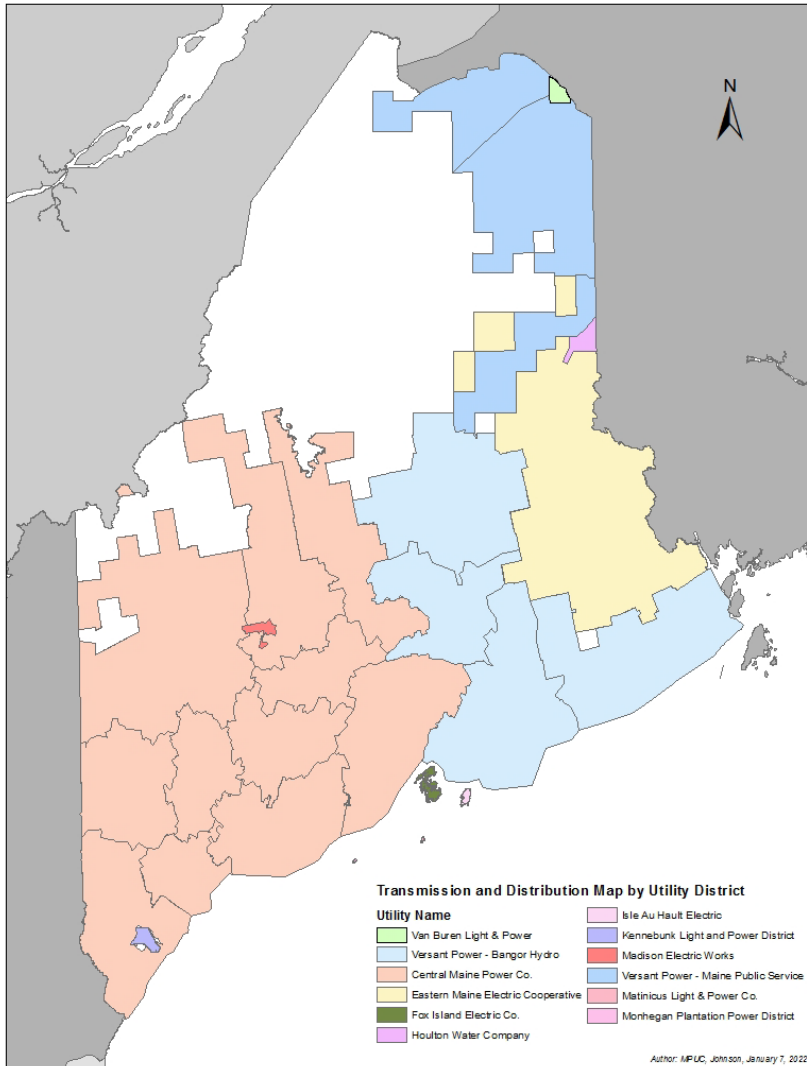 N
Transmission and Distribution Map by Utility District
Utility Name
Van Buren Light & Power
Versant Power - Bangor Hydro
Central Maine Power Co.
Eastern Maine Electric Cooperative
Fox Island Electric Co.
Houlton Water Company
Isle Au Hault Electric
Kennebunk Light and Power District
Madison Electric Works
Versant Power - Maine Public Service
Matinicus Light & Power Co.
Monhegan Plantation Power District
Author: MPUC, Johnson, January 7, 2022